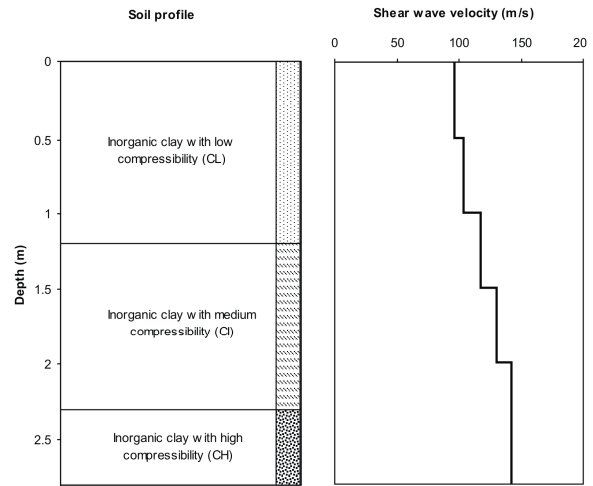 Soil profile
Shear wave velocity (m/s)
0
50
100
150
20
0
0.5
1
1.5
2
2.5
Depth (m)
Inorganic clay with low
compressibility (CL)
Inorganic clay with medium
compressibility (CI)
Inorganic clay with high
compressibility (CH)